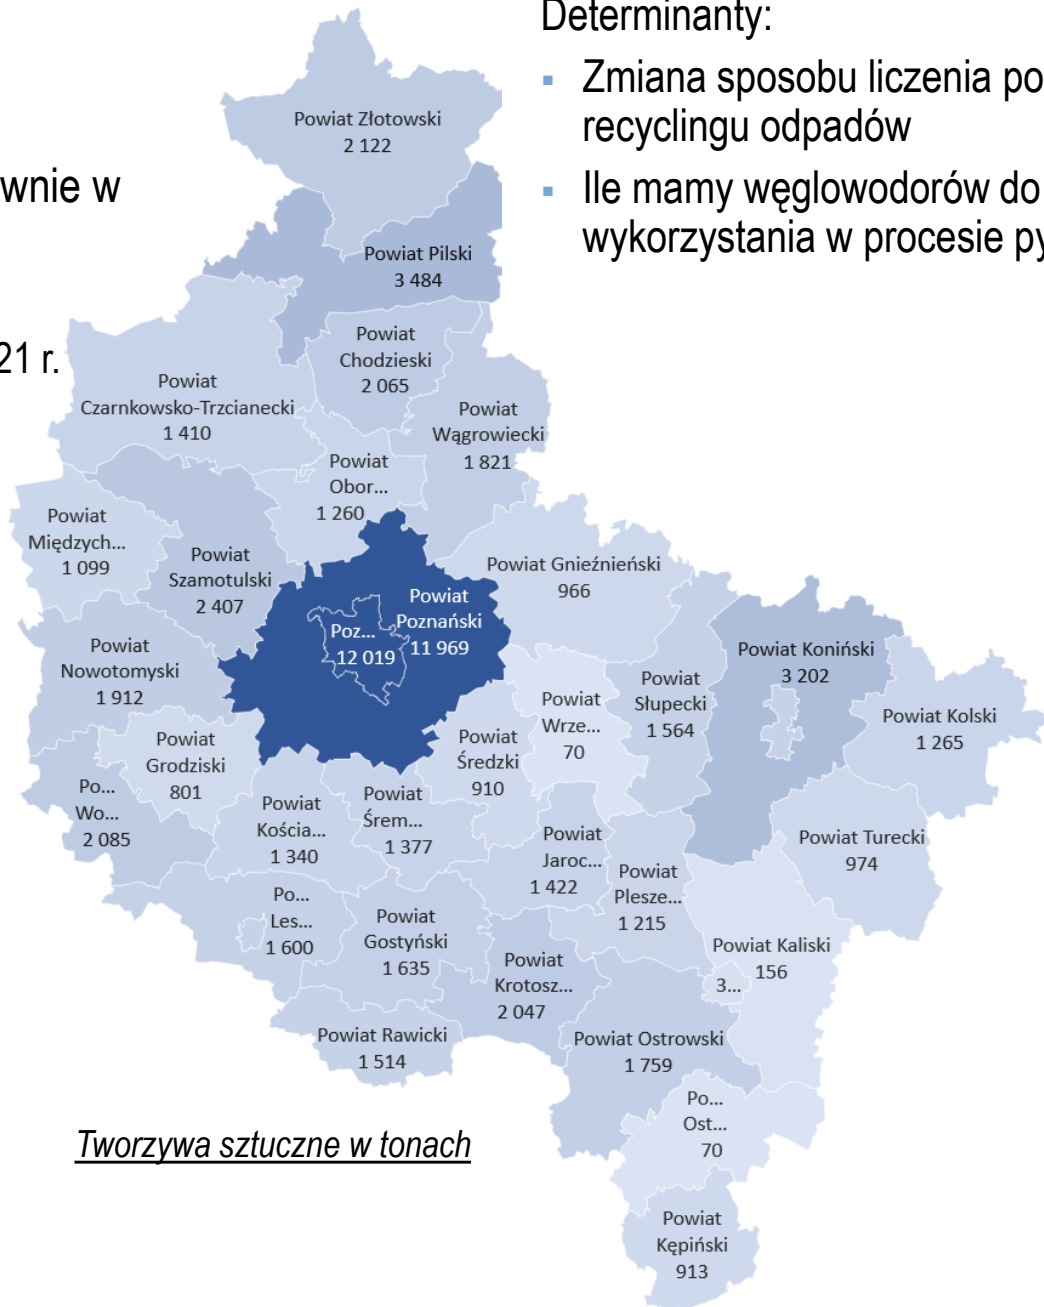 Determinanty:
▪ Zmiana sposobu liczenia po
recyclingu odpadów
▪ Ile mamy węglowodorów do
wykorzystania w procesie py
wnie w
21 r.
Powiat Złotowski
2 122
Powiat Pilski
3 484
Powiat
Chodzieski
2 065
Powiat
Czarnkowsko-Trzcianecki
1 410
Powiat
Wągrowiecki
1 821
Powiat
Obor...
1 260
Powiat
Międzych...
1 099
Powiat
Szamotulski
2 407
Powiat Gnieźnieński
966
Powiat
Poznański
11 969
Poz...
12 019
Powiat
Nowotomyski
1 912
Powiat Koniński
3 202
Powiat
Słupecki
1 564
Powiat
Wrze...
70
Powiat Kolski
1 265
Powiat
Grodziski
801
Powiat
Średzki
910
Po...
Wo...
2 085
Powiat
Kościa...
1 340
Powiat
Śrem...
1 377
Powiat
Jaroc...
1 422
Powiat Turecki
974
Powiat
Plesze...
1 215
Po...
Les...
1 600
Powiat
Gostyński
1 635
Powiat Kaliski
156
3...
Powiat
Krotosz...
2 047
Powiat Rawicki
1 514
Powiat Ostrowski
1 759
Po...
Ost...
70
Tworzywa sztuczne w tonach
Powiat
Kępiński
913